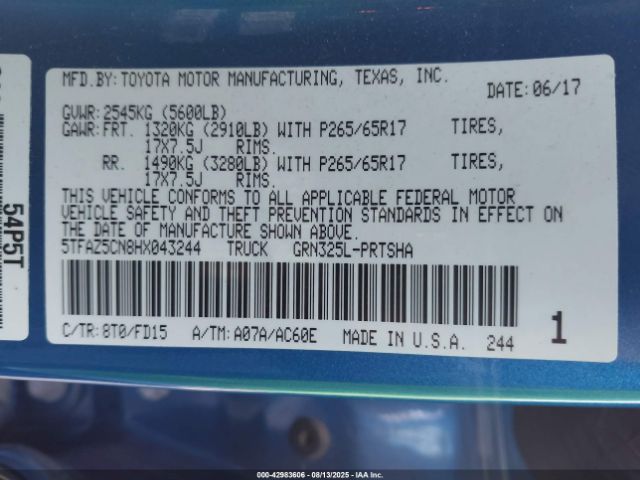 MFD.BY: TOYOTA MOTOR MANUFACTURING, TEXAS, INC.
DATE: 06/17
GVWR: 2545KG (5600LB)
GAWR: FRT. 1320KG (2910LB) WITH P265/65R17 TIRES,
17X7.5J RIMS.
RR. 1490KG (3280LB) WITH P265/65R17 TIRES,
17X7.5J RIMS.
THIS VEHICLE CONFORMS TO ALL APPLICABLE FEDERAL MOTOR
VEHICLE SAFETY AND THEFT PREVENTION STANDARDS IN EFFECT ON
THE DATE OF MANUFACTURE SHOWN ABOVE.
5TFAZ5CN8HX043244 TRUCK GRN325L-PRTSHA
C/TR: 8T0/FD15 A/TM: A07A/AC60E MADE IN U.S.A. 244
1
54P5T
000-42983606 - 08/13/2025 - IAAI.COM